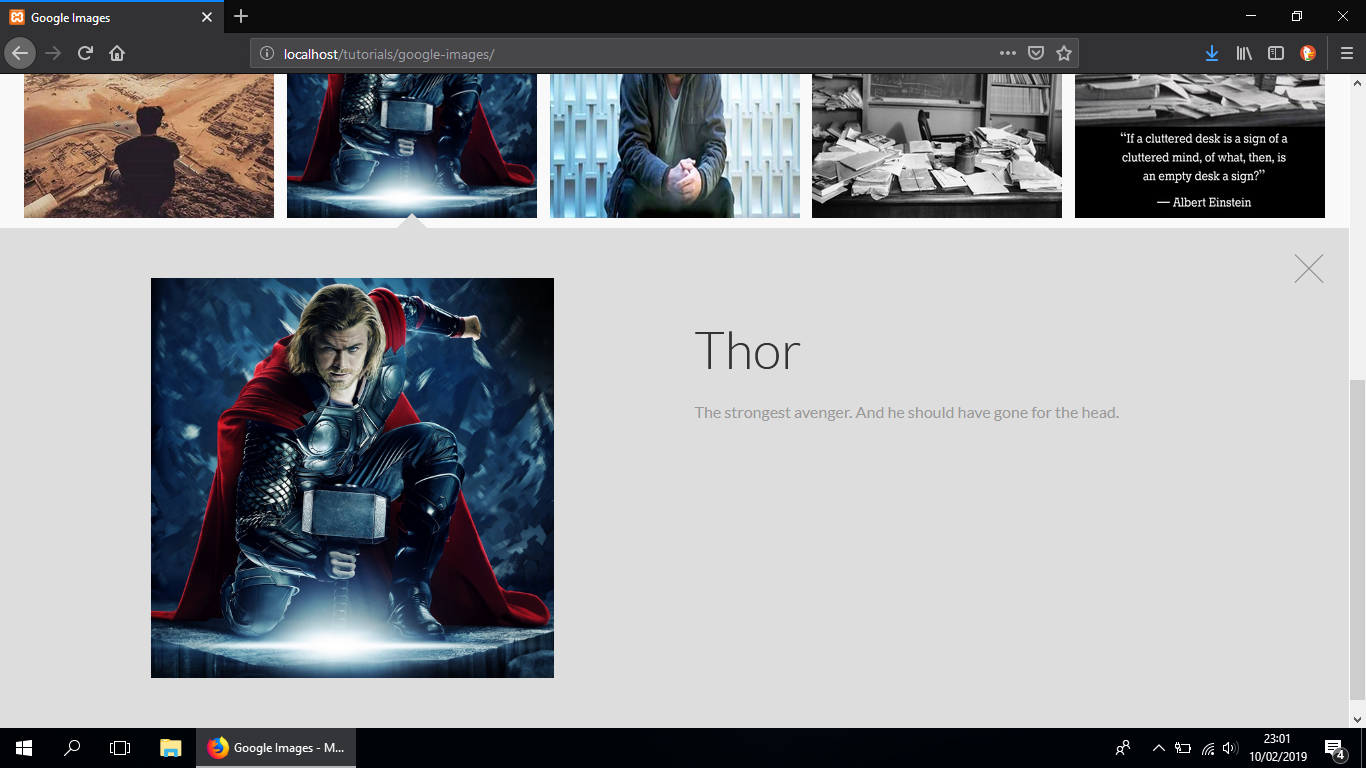 Google Images
localhost/tutorials/google-images/
“If a cluttered desk is a sign of a
cluttered mind, of what, then, is
an empty desk a sign?”
— Albert Einstein
Thor
The strongest avenger. And he should have gone for the head.
Google Images - M...
23:01
10/02/2019
4